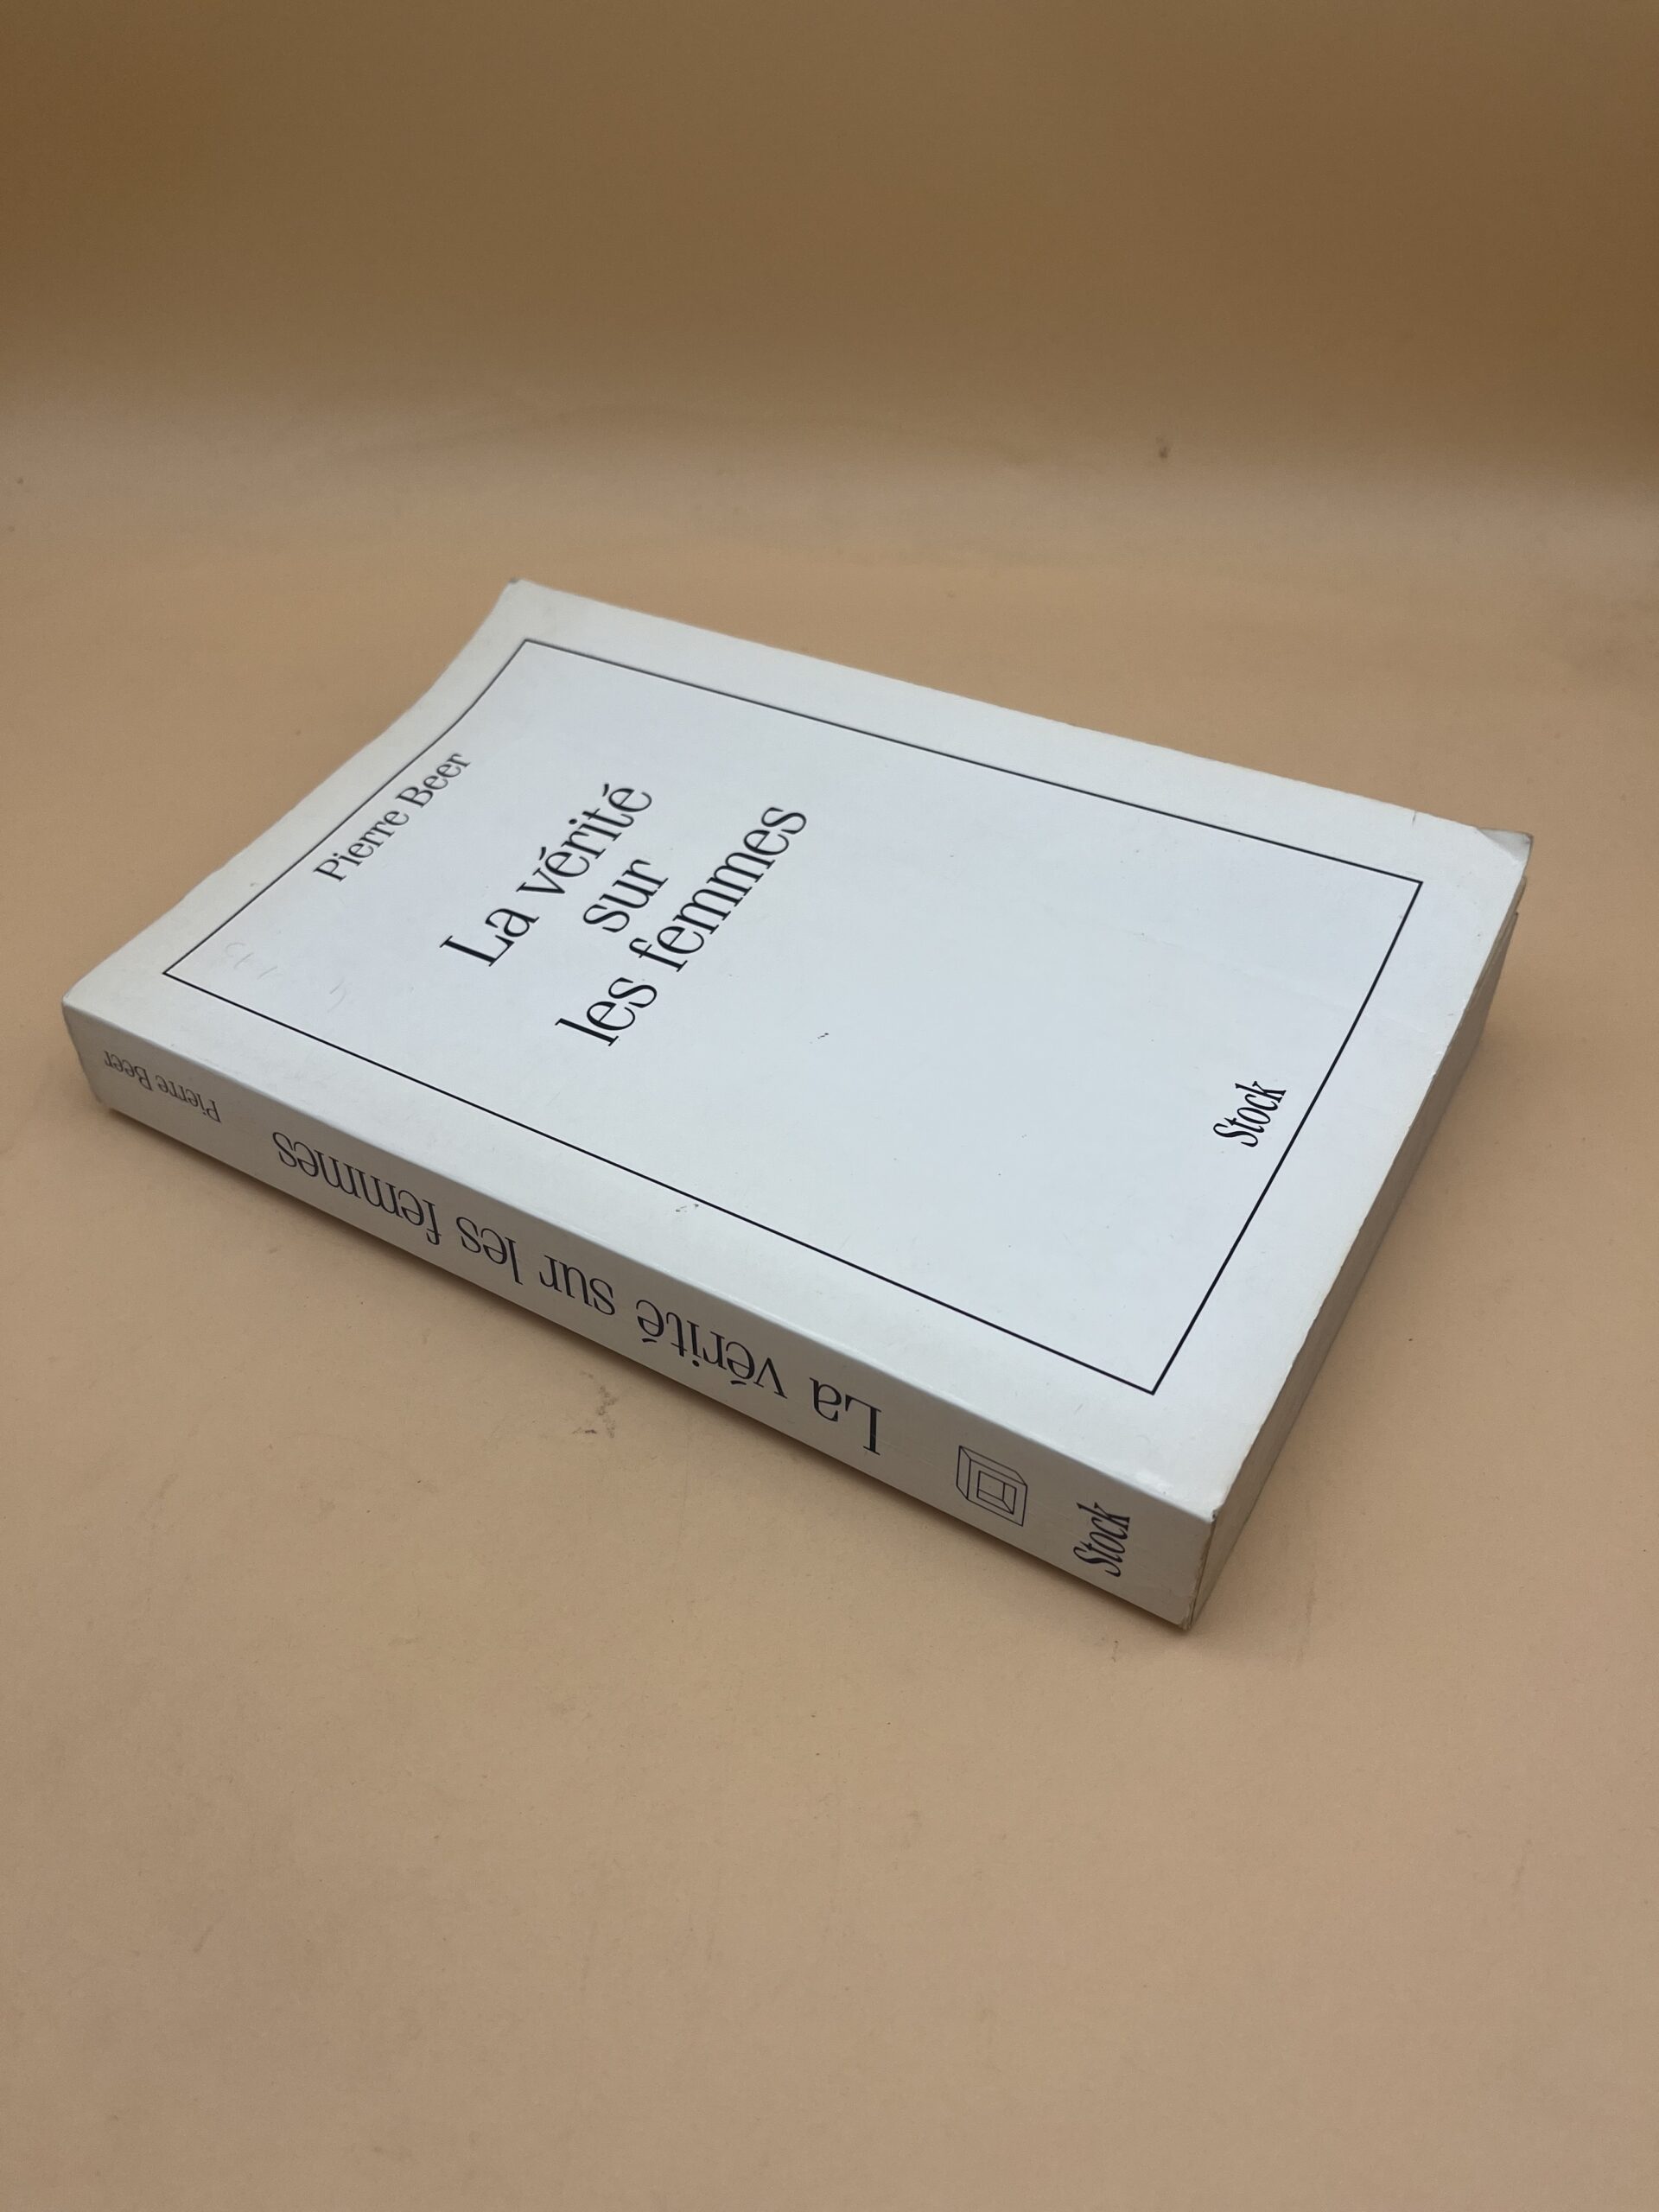 Pierre Beer
La vérité
sur
les femmes
Stock
Pierre Beer
La vérité sur les femmes
Stock